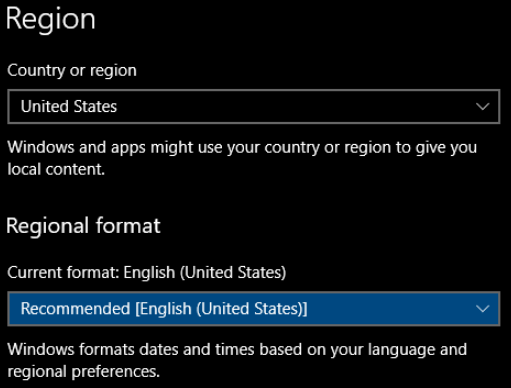 Region
Country or region
United States
Windows and apps might use your country or region to give you
local content.
Regional format
Current format: English (United States)
Recommended [English (United States)]
Windows formats dates and times based on your language and
regional preferences.